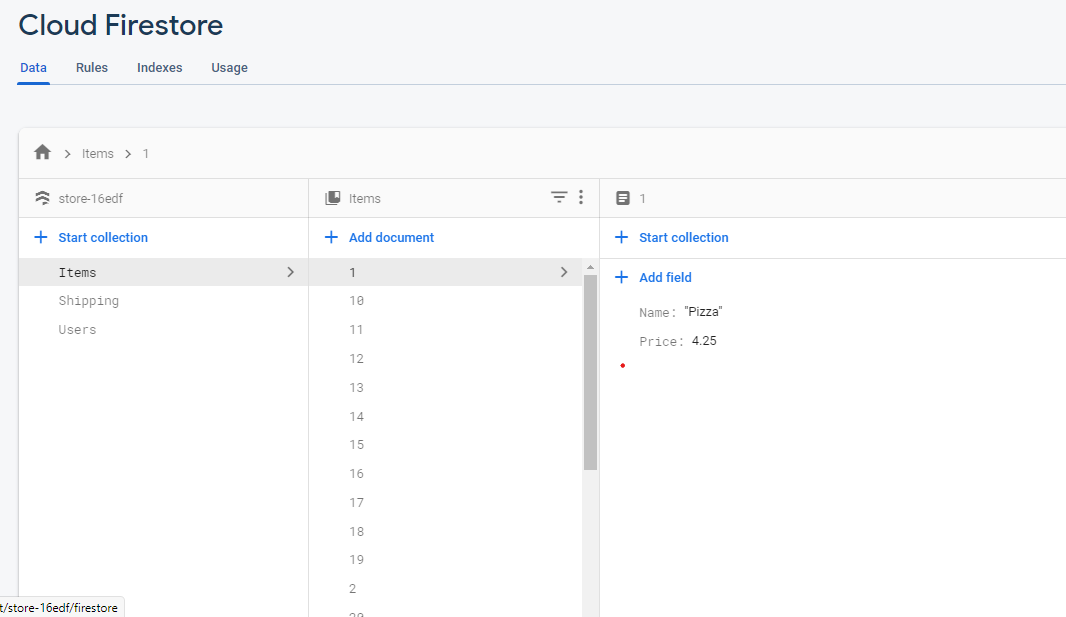 Cloud Firestore
Data Rules Indexes Usage
Items 1
store-16edf Items 1
Start collection Add document Start collection
Items 1 Add field
Shipping 10 Name: "Pizza"
Users 11 Price: 4.25
12
13
14
15
16
17
18
19
2
20
t/store-16edf/firestore